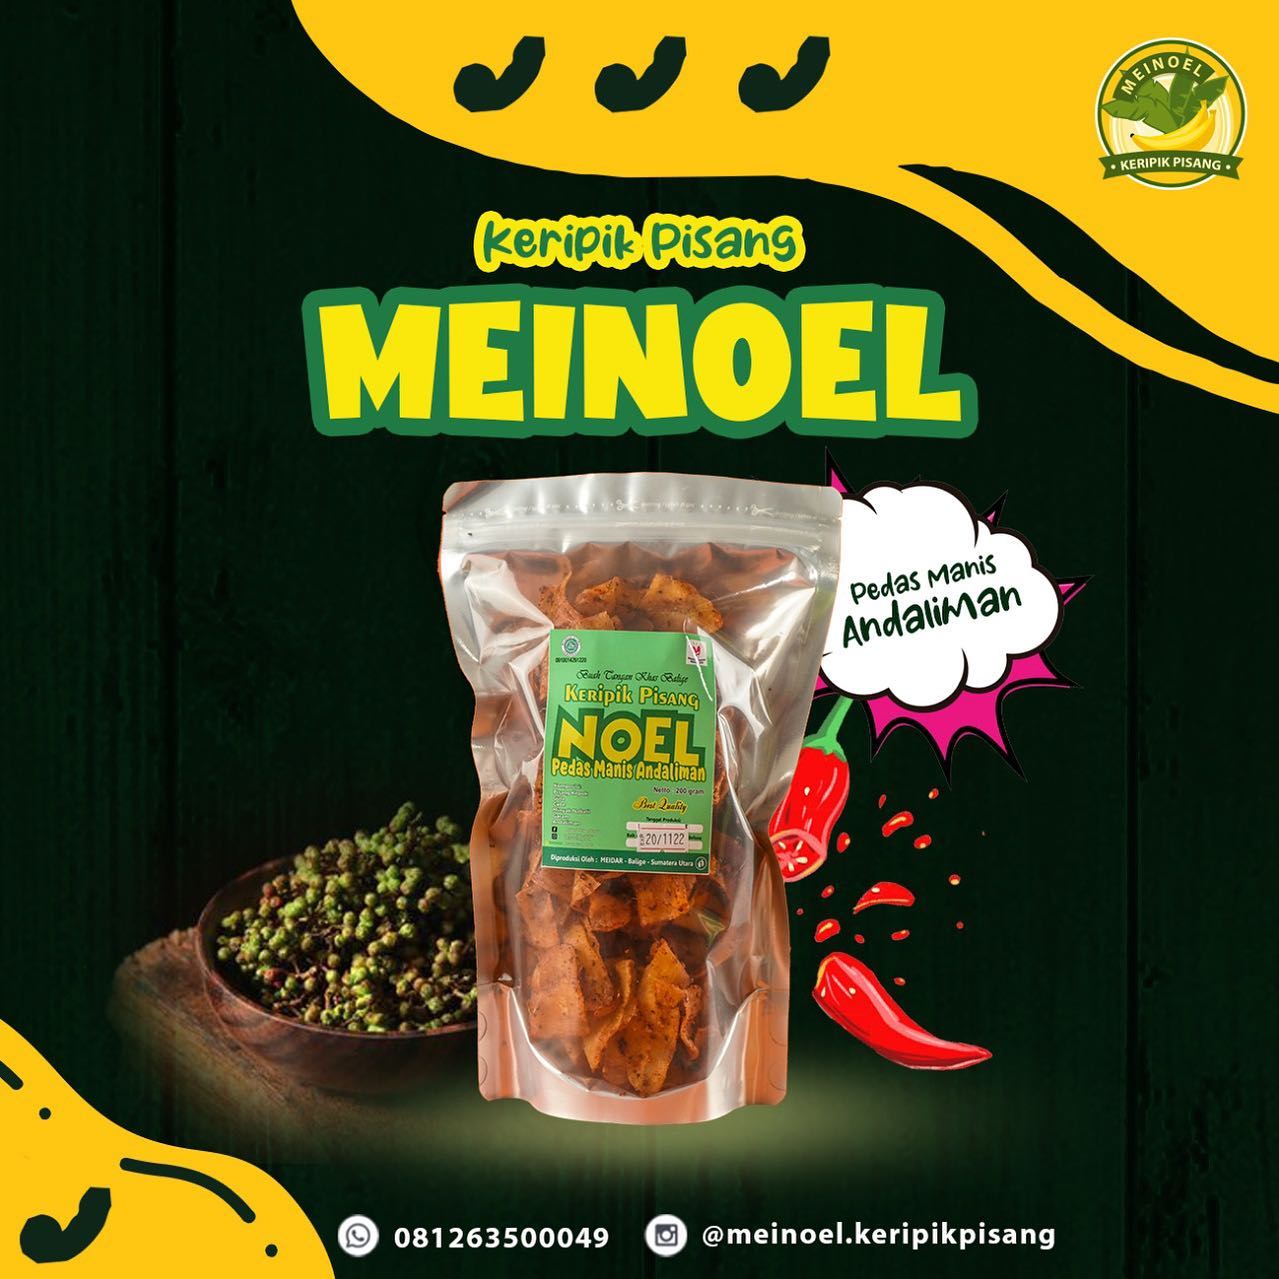 MEINOEL
KERIPIK PISANG
Keripik Pisang
MEINOEL
Pedas Manis
Andaliman
Buah Tangan Khas Balige
Keripik Pisang
NOEL
Pedas Manis Andaliman
Netto : 200 gram
Best Quality
Tanggal Produksi
20/1122
Diproduksi Oleh : MEIDAR - Balige - Sumatera Utara
081263500049
@meinoel.keripikpisang